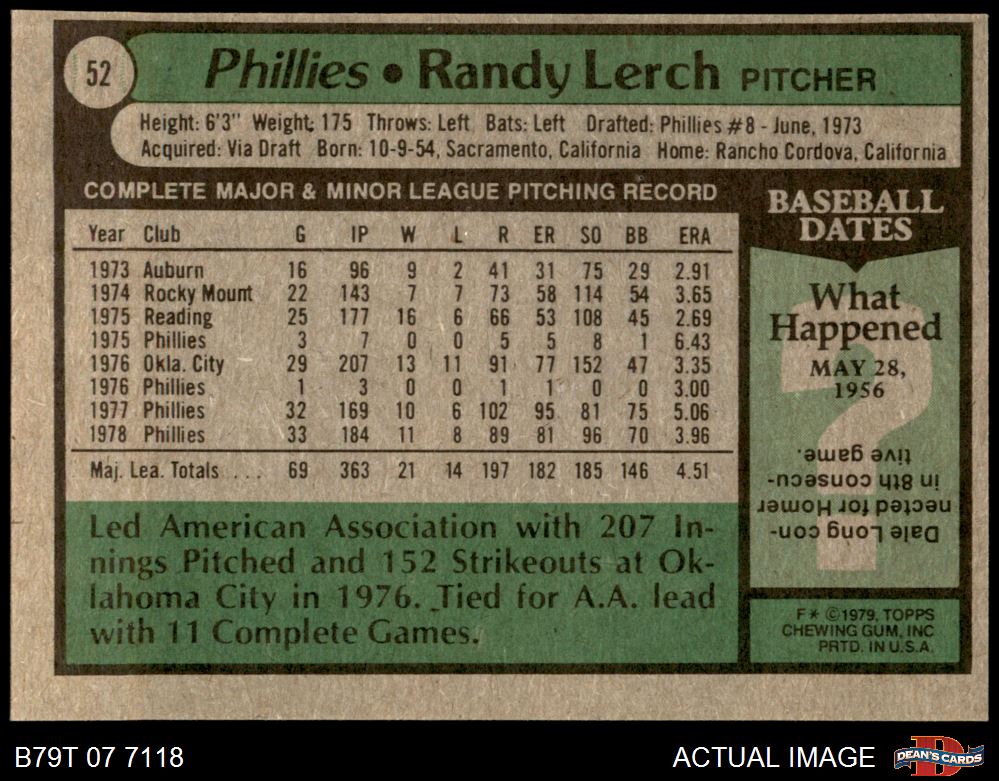 52
Phillies • Randy Lerch PITCHER
Height: 6'3" Weight: 175 Throws: Left Bats: Left Drafted: Phillies #8 - June, 1973
Acquired: Via Draft Born: 10-9-54, Sacramento, California Home: Rancho Cordova, California
COMPLETE MAJOR & MINOR LEAGUE PITCHING RECORD
Year Club G IP W L R ER SO BB ERA
1973 Auburn 16 96 9 2 41 31 75 29 2.91
1974 Rocky Mount 22 143 7 7 73 58 114 54 3.65
1975 Reading 25 177 16 6 66 53 108 45 2.69
1975 Phillies 3 7 0 0 5 5 8 1 6.43
1976 Okla. City 29 207 13 11 91 77 152 47 3.35
1976 Phillies 1 3 0 0 1 1 0 0 3.00
1977 Phillies 32 169 10 6 102 95 81 75 5.06
1978 Phillies 33 184 11 8 89 81 96 70 3.96
Maj. Lea. Totals . . . 69 363 21 14 197 182 185 146 4.51
Led American Association with 207 In-
nings Pitched and 152 Strikeouts at Ok-
lahoma City in 1976. Tied for A.A. lead
with 11 Complete Games.
BASEBALL
DATES
What
Happened
MAY 28,
1956
Dale Long con-
nected for Homer
in 8th consecu-
tive game.
F* ©1979, TOPPS
CHEWING GUM, INC
PRTD. IN U.S.A.
B79T 07 7118
ACTUAL IMAGE
DEAN'S CARDS